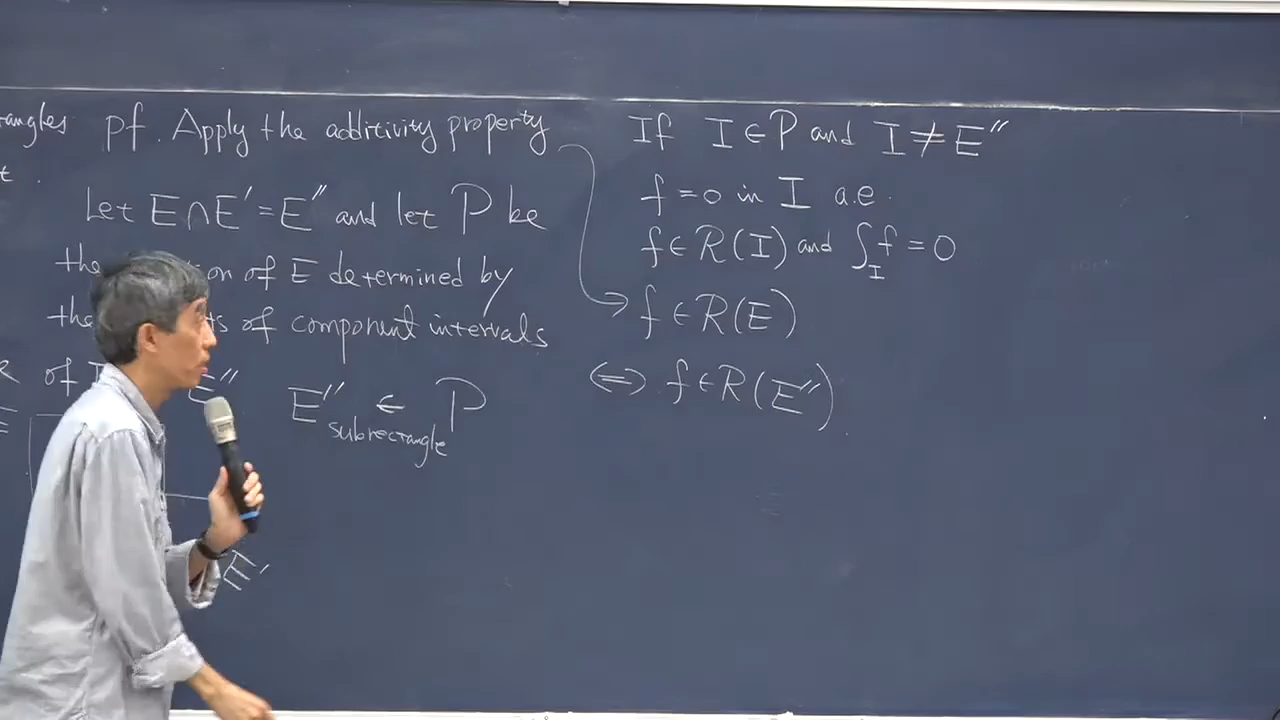 pf. Apply the additivity property
Let E∩E′=E″ and let P be
the of E determined by
the of component intervals
of E″
E″ ∈ P
subrectangle
E′
If I∈P and I≠E″
f=0 in I a.e.
f∈R(I) and ∫_I f=0
→ f∈R(E)
⇔ f∈R(E″)